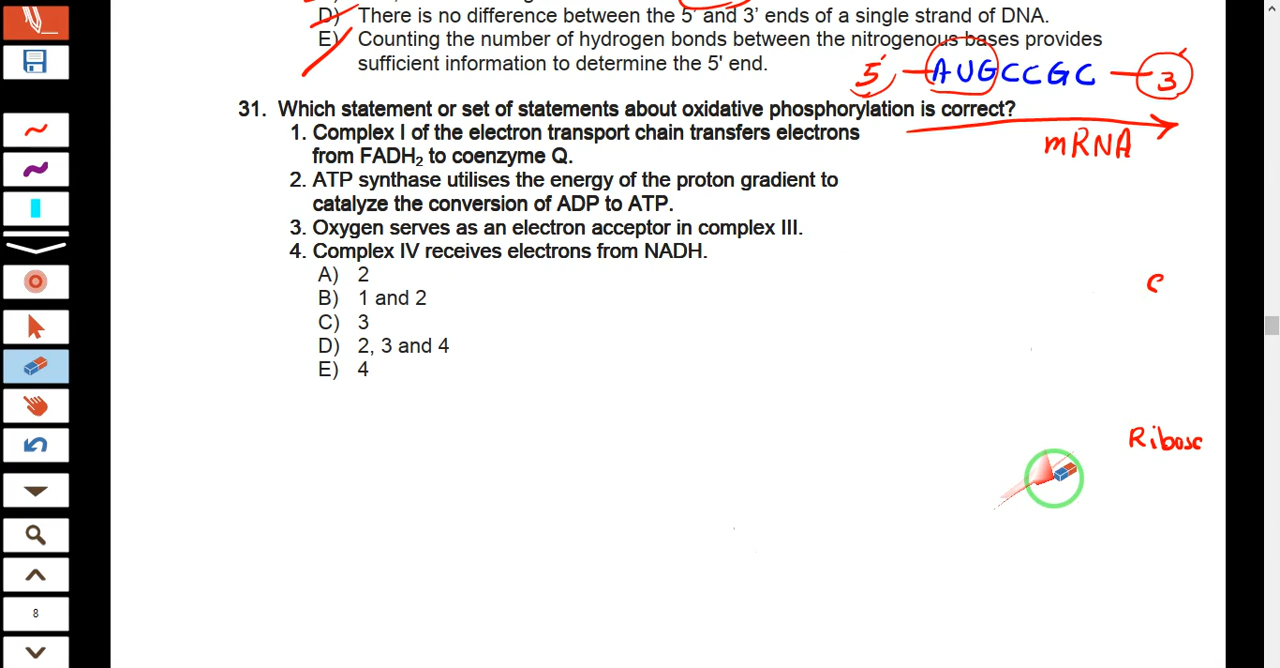 D) There is no difference between the 5' and 3' ends of a single strand of DNA.
E) Counting the number of hydrogen bonds between the nitrogenous bases provides
sufficient information to determine the 5' end.
5' AUGCCGC 3'
31. Which statement or set of statements about oxidative phosphorylation is correct?
mRNA
1. Complex I of the electron transport chain transfers electrons
from FADH₂ to coenzyme Q.
2. ATP synthase utilises the energy of the proton gradient to
catalyze the conversion of ADP to ATP.
3. Oxygen serves as an electron acceptor in complex III.
4. Complex IV receives electrons from NADH.
A) 2
B) 1 and 2
C) 3
D) 2, 3 and 4
E) 4
Ribose
8